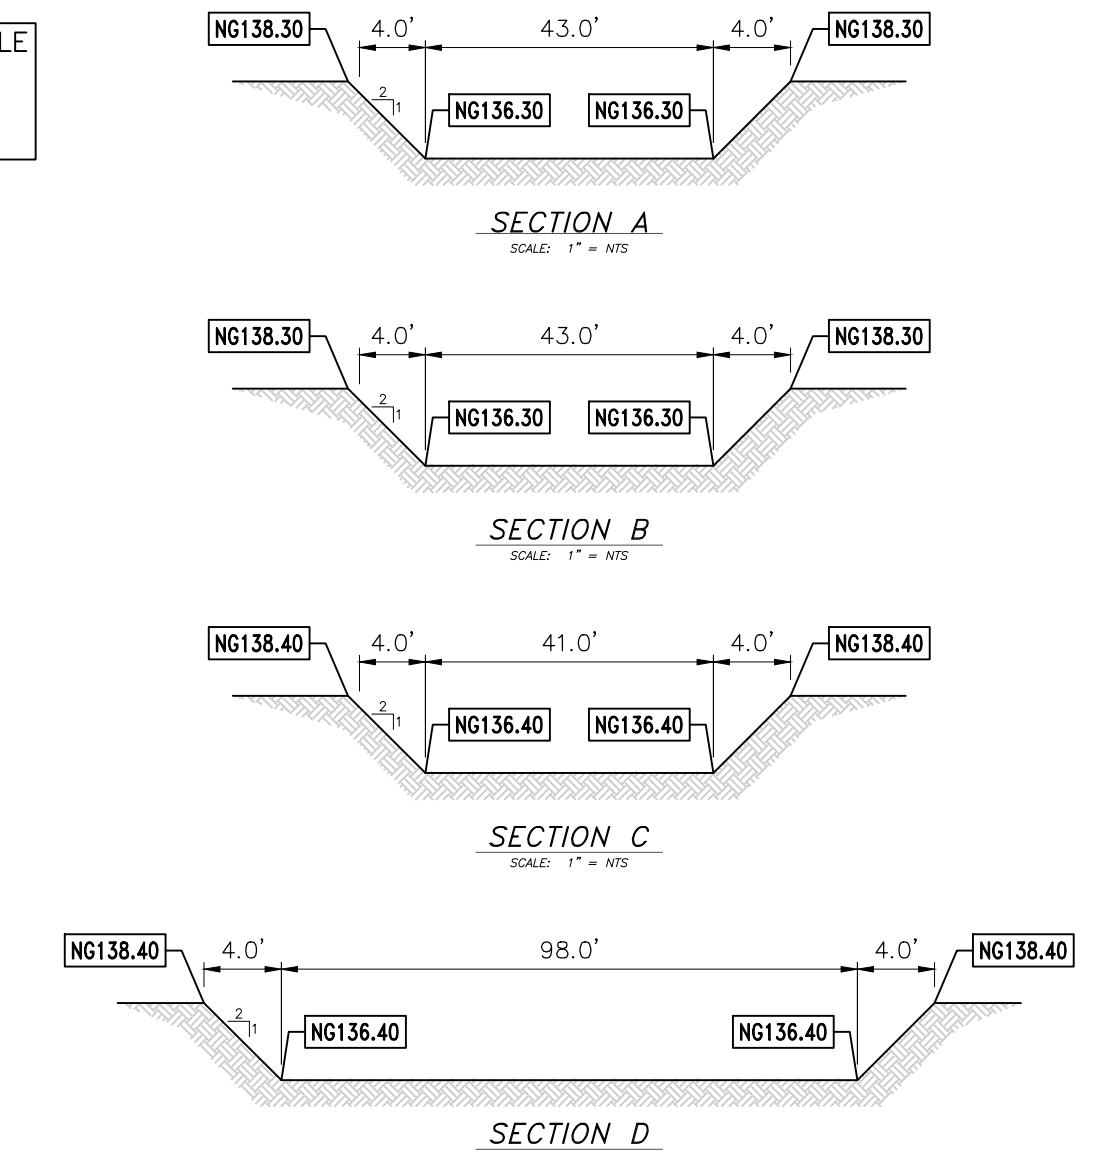 LE
NG138.30 4.0' 43.0' 4.0' NG138.30
2
1
NG136.30 NG136.30
SECTION A
SCALE: 1" = NTS
NG138.30 4.0' 43.0' 4.0' NG138.30
2
1
NG136.30 NG136.30
SECTION B
SCALE: 1" = NTS
NG138.40 4.0' 41.0' 4.0' NG138.40
2
1
NG136.40 NG136.40
SECTION C
SCALE: 1" = NTS
NG138.40 4.0' 98.0' 4.0' NG138.40
2
1
NG136.40 NG136.40
SECTION D